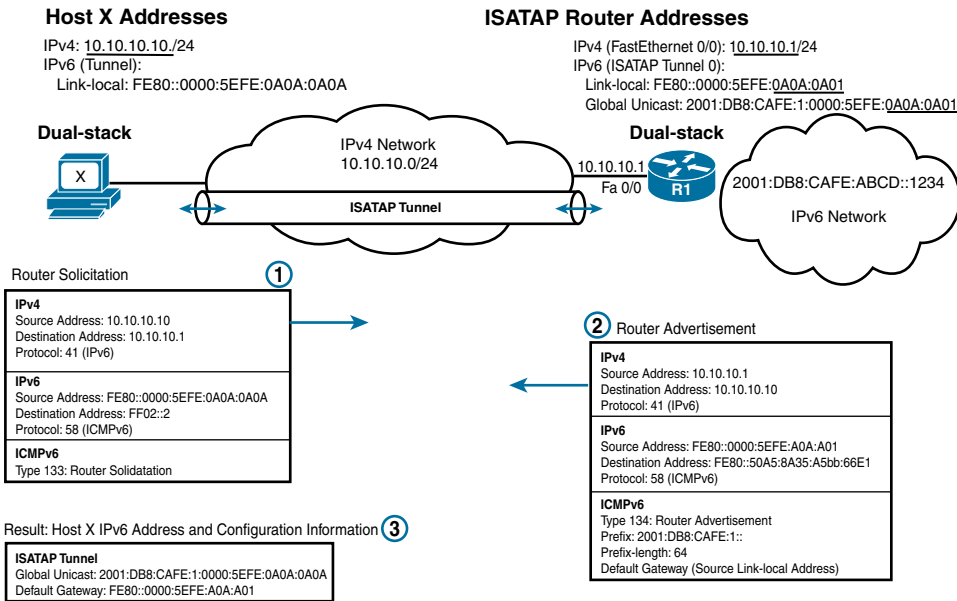 Host X Addresses
IPv4: 10.10.10.10./24
IPv6 (Tunnel):
Link-local: FE80::0000:5EFE:0A0A:0A0A
ISATAP Router Addresses
IPv4 (FastEthernet 0/0): 10.10.10.1/24
IPv6 (ISATAP Tunnel 0):
Link-local: FE80::0000:5EFE:0A0A:0A01
Global Unicast: 2001:DB8:CAFE:1:0000:5EFE:0A0A:0A01
Dual-stack
X
IPv4 Network
10.10.10.0/24
ISATAP Tunnel
Dual-stack
10.10.10.1
Fa 0/0
R1
2001:DB8:CAFE:ABCD::1234
IPv6 Network
Router Solicitation
1
IPv4
Source Address: 10.10.10.10
Destination Address: 10.10.10.1
Protocol: 41 (IPv6)
IPv6
Source Address: FE80::0000:5EFE:0A0A:0A0A
Destination Address: FF02::2
Protocol: 58 (ICMPv6)
ICMPv6
Type 133: Router Solidatation
2 Router Advertisement
IPv4
Source Address: 10.10.10.1
Destination Address: 10.10.10.10
Protocol: 41 (IPv6)
IPv6
Source Address: FE80::0000:5EFE:A0A:A01
Destination Address: FE80::50A5:8A35:A5bb:66E1
Protocol: 58 (ICMPv6)
ICMPv6
Type 134: Router Advertisement
Prefix: 2001:DB8:CAFE:1::
Prefix-length: 64
Default Gateway (Source Link-local Address)
Result: Host X IPv6 Address and Configuration Information 3
ISATAP Tunnel
Global Unicast: 2001:DB8:CAFE:1:0000:5EFE:0A0A:0A0A
Default Gateway: FE80::0000:5EFE:A0A:A01